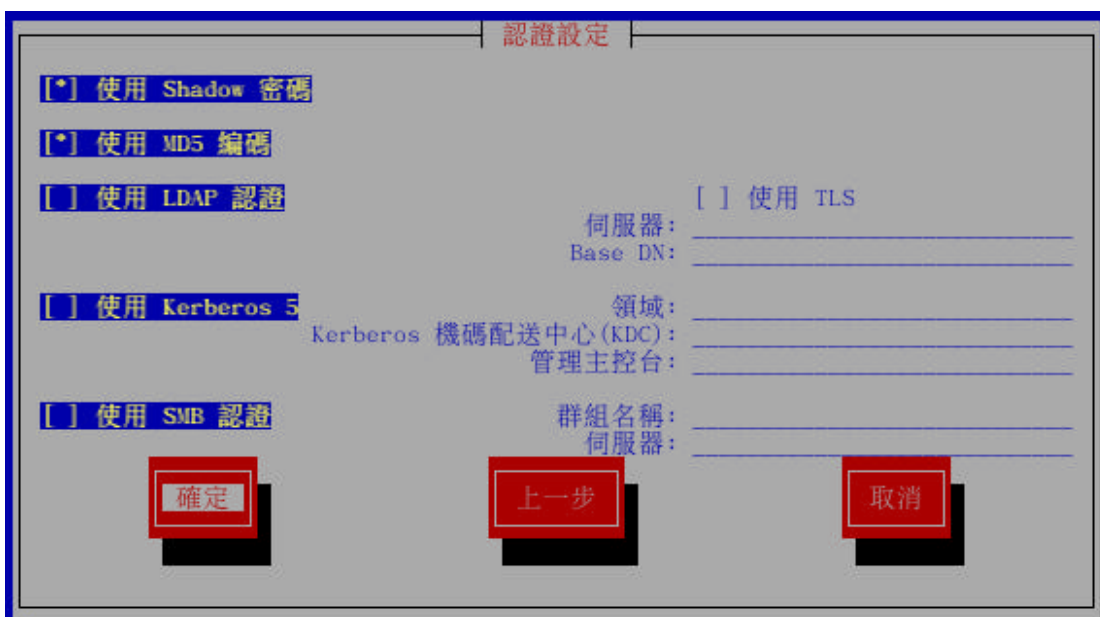 認證設定
[*] 使用 Shadow 密碼
[*] 使用 MD5 編碼
[ ] 使用 LDAP 認證 [ ] 使用 TLS
伺服器:
Base DN:
[ ] 使用 Kerberos 5 領域:
Kerberos 機碼配送中心(KDC):
管理主控台:
[ ] 使用 SMB 認證 群組名稱:
伺服器:
確定 上一步 取消